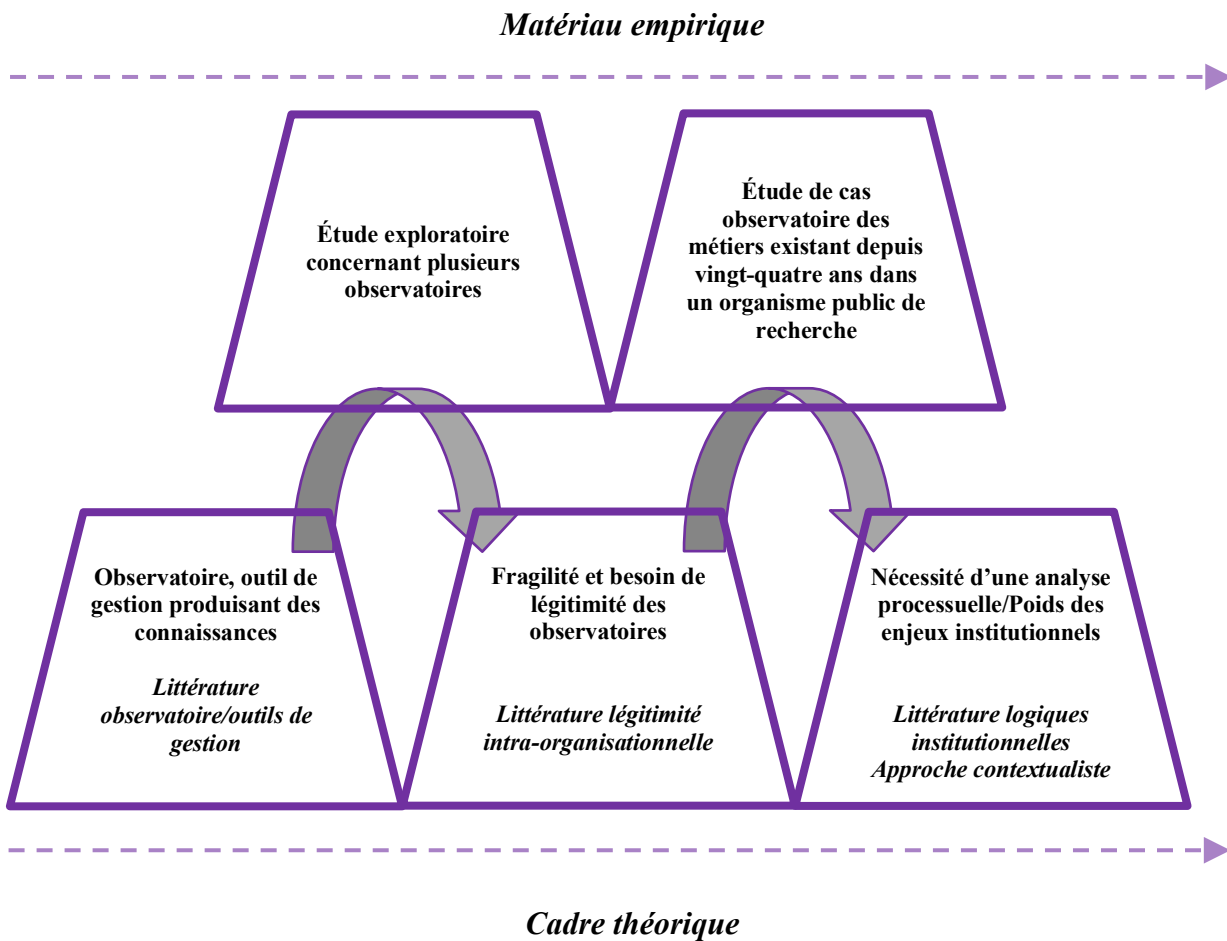 Matériau empirique
Étude exploratoire
concernant plusieurs
observatoires
Étude de cas
observatoire des
métiers existant depuis
vingt-quatre ans dans
un organisme public de
recherche
Observatoire, outil de
gestion produisant des
connaissances
Littérature
observatoire/outils de
gestion
Fragilité et besoin de
légitimité des
observatoires
Littérature légitimité
intra-organisationnelle
Nécessité d’une analyse
processuelle/Poids des
enjeux institutionnels
Littérature logiques
institutionnelles
Approche contextualiste
Cadre théorique